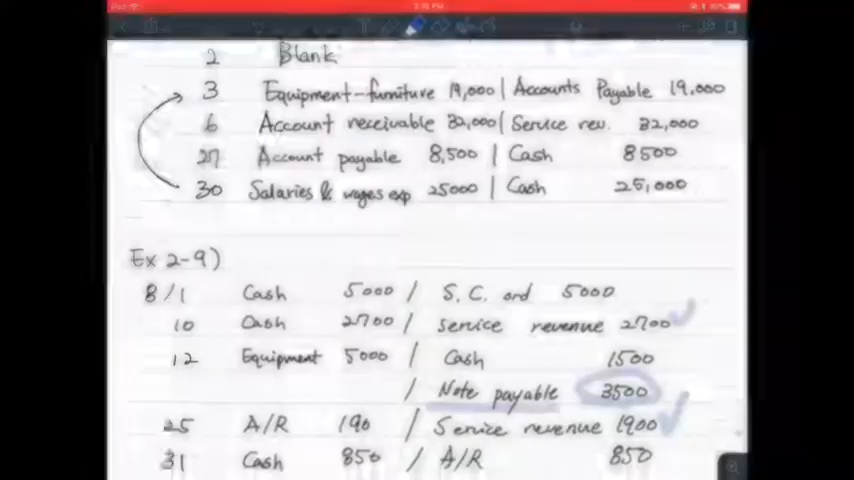 2 Blank
3 Equipment-furniture 19,000 | Accounts Payable 19,000
6 Account receivable 32,000 | Service rev. 32,000
27 Account payable 8,500 | Cash 8500
30 Salaries & wages exp 25000 | Cash 25,000
Ex 2-9)
8/1 Cash 5000 / S.C. ord 5000
10 Cash 2700 / Service revenue 2700
12 Equipment 5000 / Cash 1500
/ Note payable 3500
25 A/R 190 / Service revenue 1900
31 Cash 850 / A/R 850